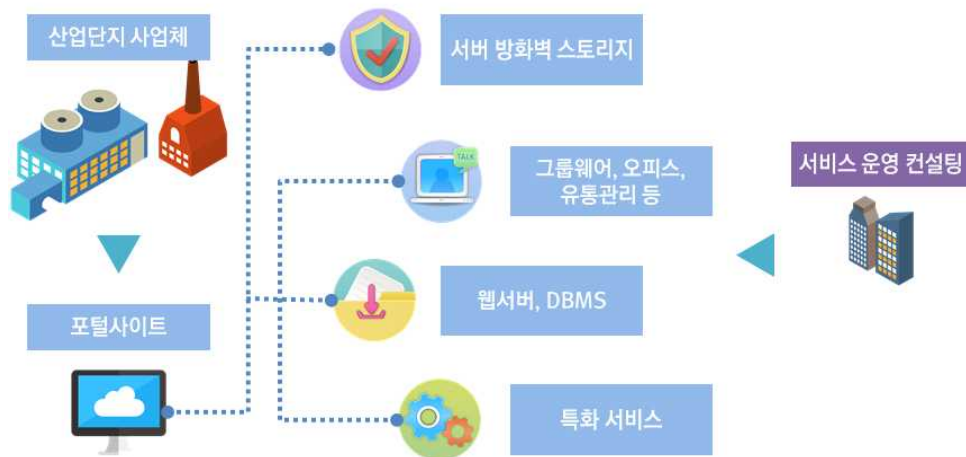 산업단지 사업체
서버 방화벽 스토리지
TALK
그룹웨어, 오피스,
유통관리 등
서비스 운영 컨설팅
포털사이트
웹서버, DBMS
특화 서비스